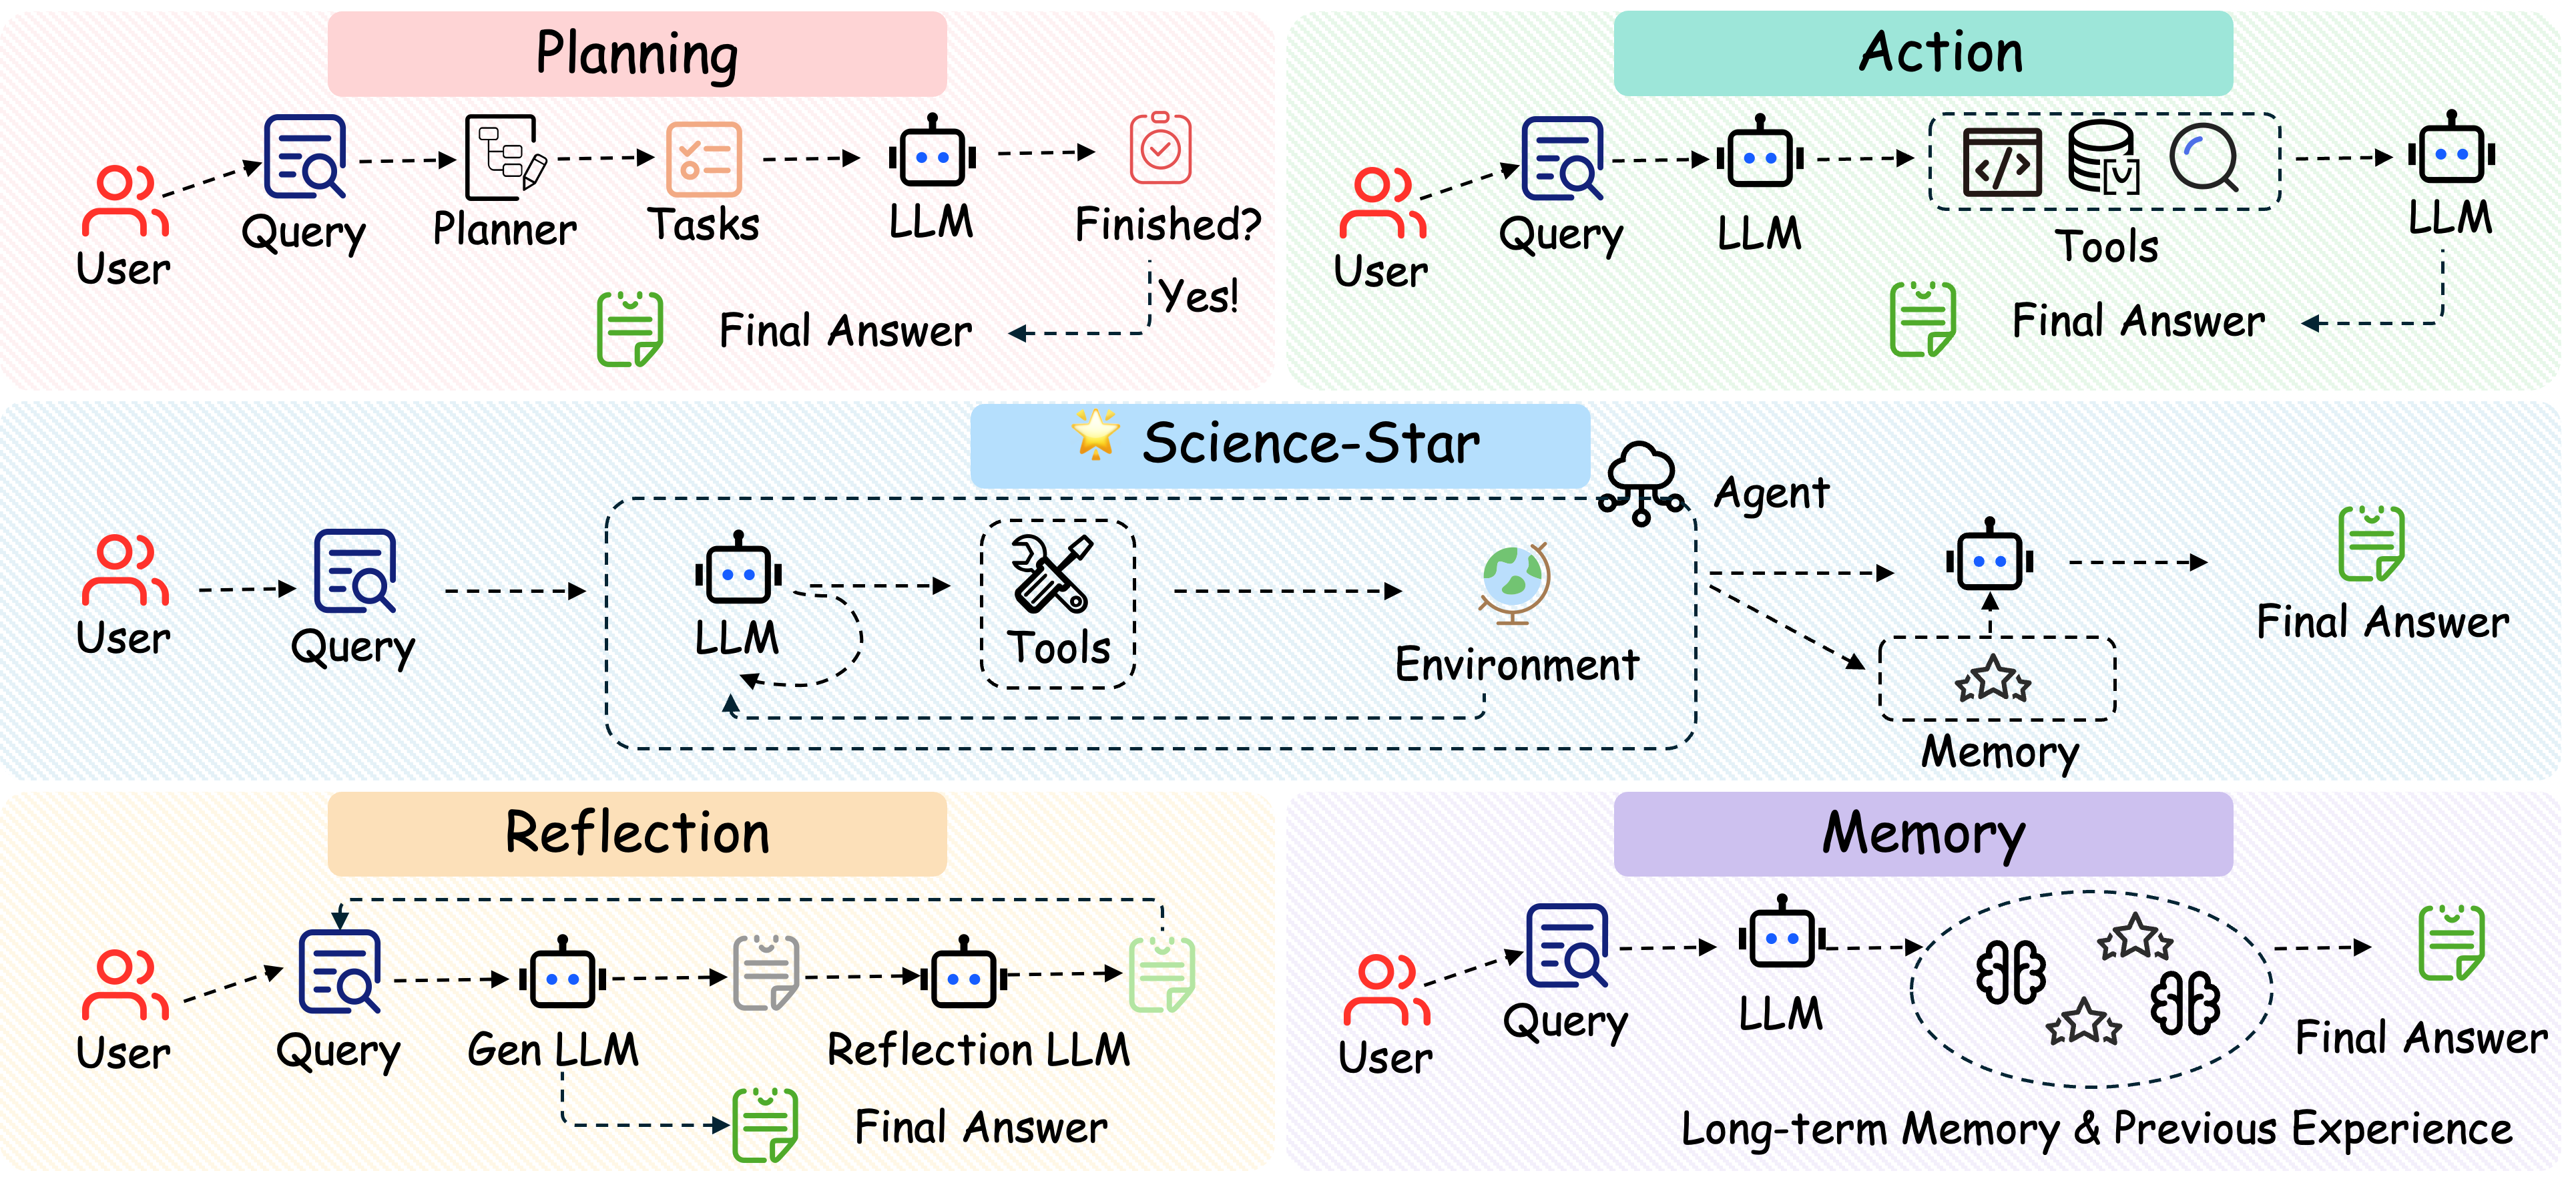 Planning
User
Query
Planner
Tasks
LLM
Finished?
Yes!
Final Answer
Action
User
Query
LLM
Tools
LLM
Final Answer
Science-Star
Agent
User
Query
LLM
Tools
Environment
Memory
Final Answer
Reflection
User
Query
Gen LLM
Reflection LLM
Final Answer
Memory
User
Query
LLM
Final Answer
Long-term Memory & Previous Experience